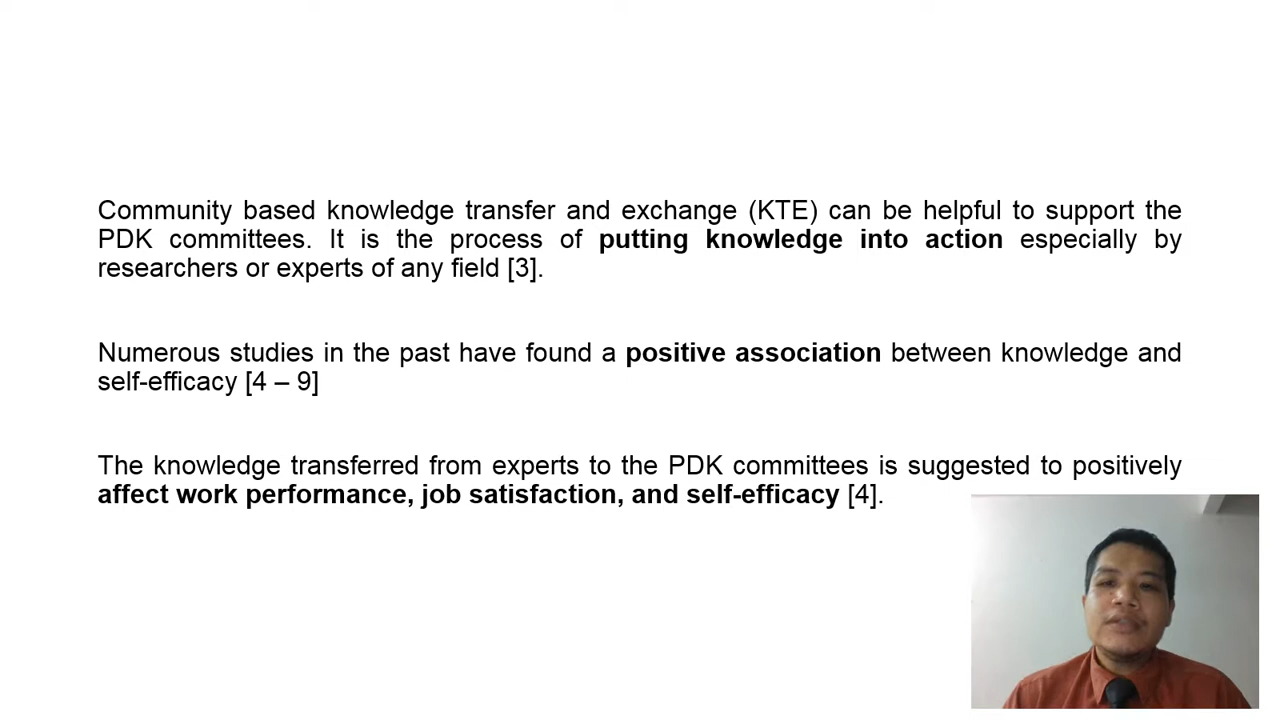 Community based knowledge transfer and exchange (KTE) can be helpful to support the
PDK committees. It is the process of putting knowledge into action especially by
researchers or experts of any field [3].
Numerous studies in the past have found a positive association between knowledge and
self-efficacy [4 – 9]
The knowledge transferred from experts to the PDK committees is suggested to positively
affect work performance, job satisfaction, and self-efficacy [4].